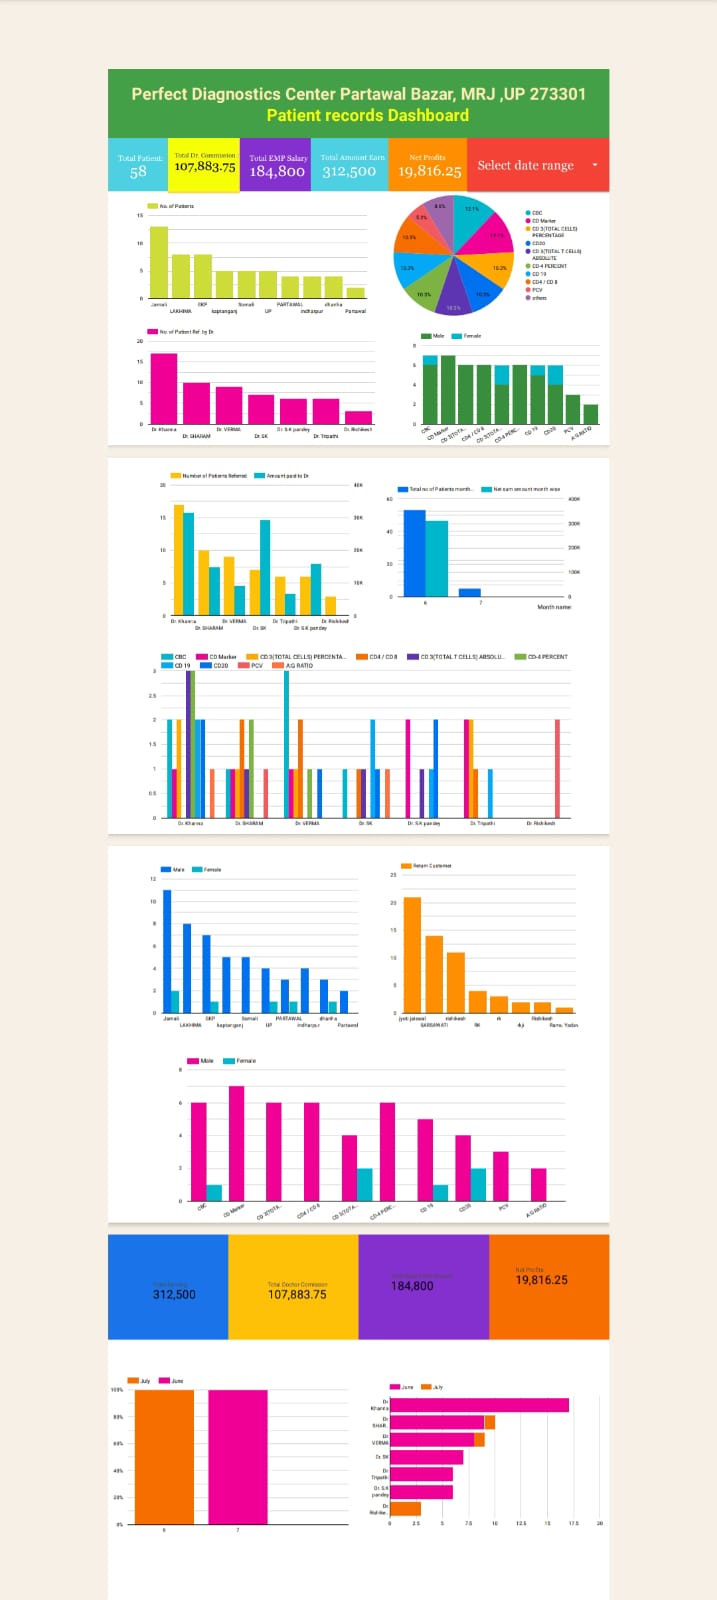 Perfect Diagnostics Center Partawal Bazar, MRJ ,UP 273301
Patient records Dashboard
Total Patient:
58
Total Dr. Commission
107,883.75
Total EMP Salary
184,800
Total Amount Earn
312,500
Net Profits
19,816.25
Select date range
No. of Patients
15
10
5
0
Jamali GKP Somali PARTAWAL dhanha
LAKHIMA kaptanganj UP indharpur Partawal
12.1%
10.3%
10.3%
10.3%
10.3%
10.3%
10.3%
8.6%
CBC
CD Marker
CD 3(TOTAL CELLS)
PERCENTAGE
CD20
CD 3(TOTAL T CELLS)
ABSOLUTE
CD-4 PERCENT
CD 19
CD4 / CD 8
PCV
others
No. of Patient Ref. by Dr
20
15
10
5
0
Dr. Khanna Dr. VERMA Dr. S.K pandey Dr. Rishikest
Dr. SHARAM Dr. SK Dr. Tripathi
Male Female
8
6
4
2
0
CBC CD Marker CD 3(TOTA... CD4 / CD 8 CD 3(TOTA... CD-4 PERC... CD 19 CD20 PCV A:G RATIO
Number of Patients Referred Amount paid to Dr
20 40K
15 30K
10 20K
5 10K
0 0
Dr. Khanna Dr. VERMA Dr. Tripathi Dr. Rishikest
Dr. SHARAM Dr. SK Dr. S.K pandey
Total no of Patients month... Net earn amount month wise
60 400K
300K
40
200K
20
100K
0 0
6 7
Month name
CBC CD Marker CD 3(TOTAL CELLS) PERCENTA... CD4 / CD 8 CD 3(TOTAL T CELLS) ABSOLU... CD-4 PERCENT
CD 19 CD20 PCV A:G RATIO
3
2.5
2
1.5
1
0.5
0
Dr. Khanna Dr. SHARAM Dr. VERMA Dr. SK Dr. S.K pandey Dr. Tripathi Dr. Rishikesh
Male Female
12
10
8
6
4
2
0
Jamali GKP Somali PARTAWAL dhanha
LAKHIMA kaptanganj UP indharpur Partawal
Return Customer
25
20
15
10
5
0
jyoti jaiswal rishikesh rk Rishikesh
SARSAWATI RK Ramu Yadav
Male Female
8
6
4
2
0
CBC CD Marker CD 3(TOTA... CD4 / CD 8 CD 3(TOTA... CD-4 PERC... CD 19 CD20 PCV A:G RATIO
312,500
Total Doctor Comission
107,883.75
184,800
Net Profits
19,816.25
July June
100%
80%
60%
40%
20%
0%
6 7
June July
Dr.
Khanna
Dr.
SHAR...
Dr.
VERMA
Dr. SK
Dr.
Tripathi
Dr. S.K
pandey
Dr.
Rishike...
0 2.5 5 7.5 10 12.5 15 17.5 20